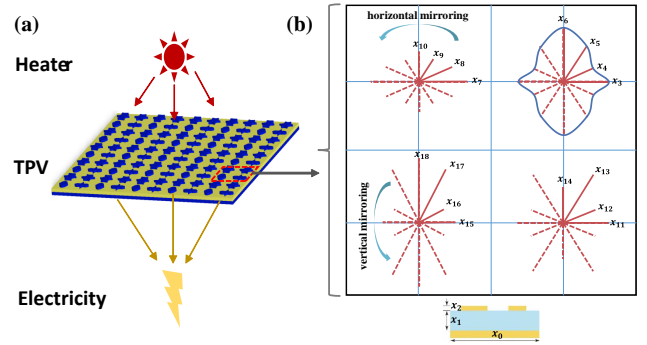 (a)
Heater
TPV
Electricity
(b)
horizontal mirroring
x10
x9
x8
x7
x6
x5
x4
x3
vertical mirroring
x18
x17
x16
x15
x14
x13
x12
x11
x2
x1
x0